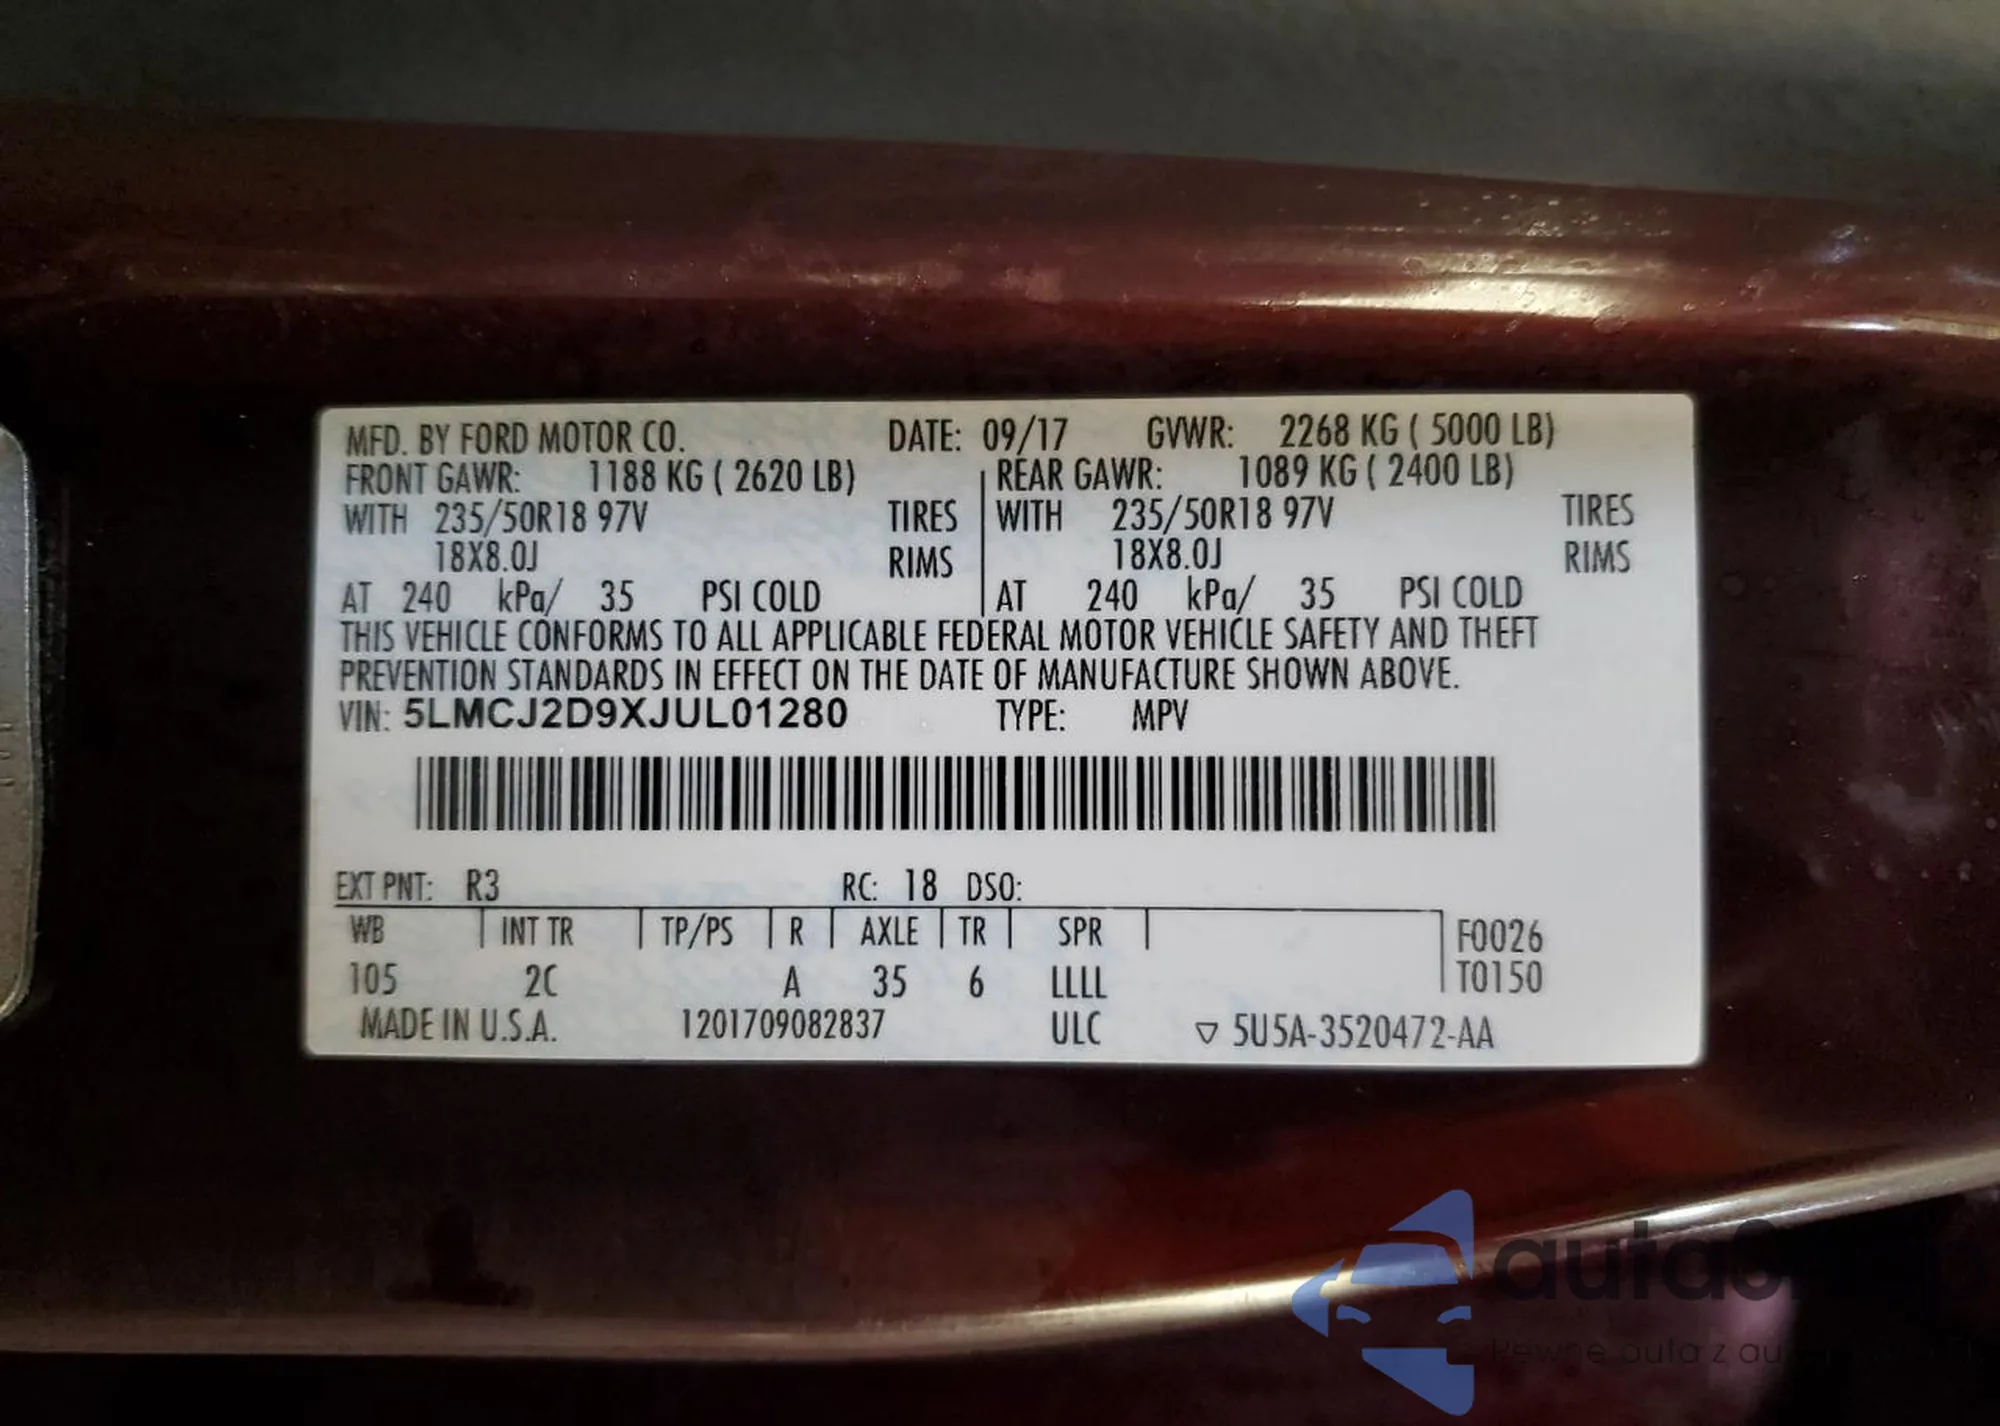 MFD. BY FORD MOTOR CO. DATE: 09/17 GVWR: 2268 KG ( 5000 LB)
FRONT GAWR: 1188 KG ( 2620 LB) REAR GAWR: 1089 KG ( 2400 LB)
WITH 235/50R18 97V TIRES WITH 235/50R18 97V TIRES
18X8.0J RIMS 18X8.0J RIMS
AT 240 kPa/ 35 PSI COLD AT 240 kPa/ 35 PSI COLD
THIS VEHICLE CONFORMS TO ALL APPLICABLE FEDERAL MOTOR VEHICLE SAFETY AND THEFT
PREVENTION STANDARDS IN EFFECT ON THE DATE OF MANUFACTURE SHOWN ABOVE.
VIN: 5LMCJ2D9XJUL01280 TYPE: MPV
EXT PNT: R3 RC: 18 DSO:
WB INT TR TP/PS R AXLE TR SPR F0026
105 2C A 35 6 LLLL T0150
MADE IN U.S.A. 1201709082837 ULC ▽ 5U5A-3520472-AA
Pewne auta z